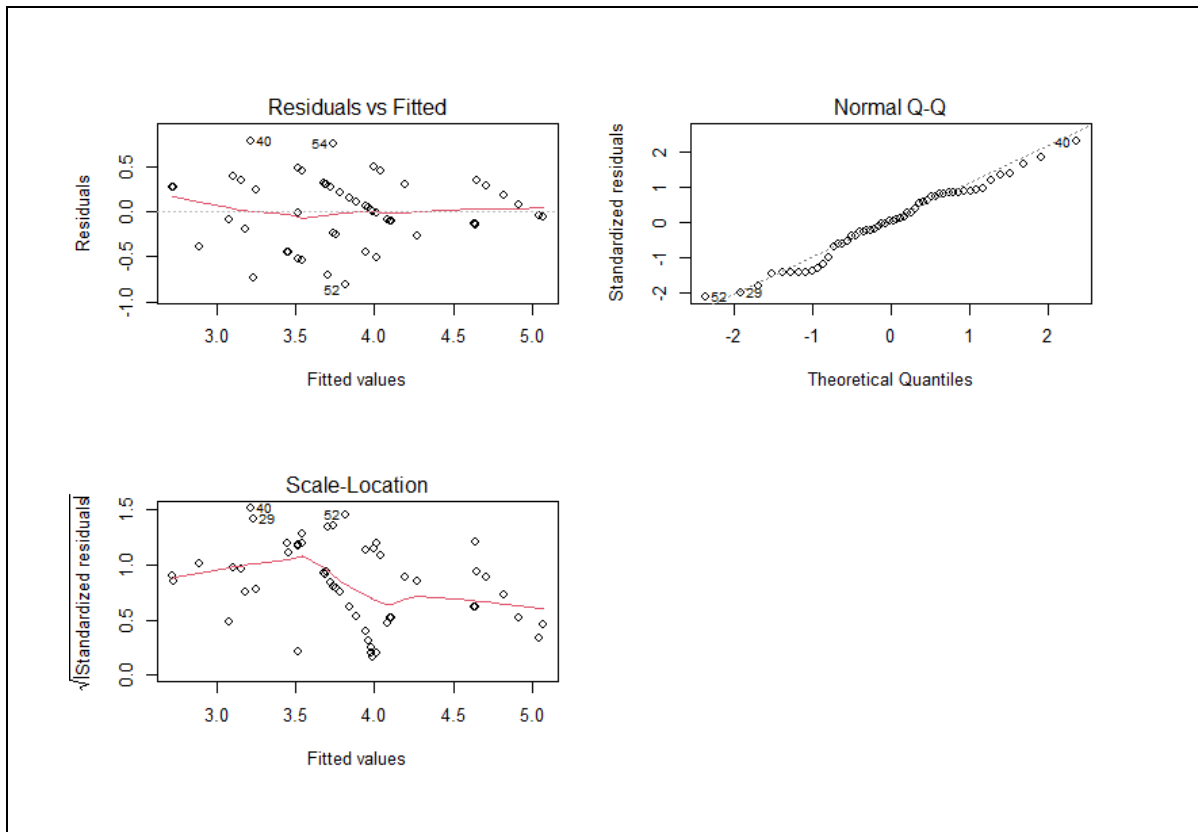 Residuals vs Fitted
Residuals
0.5
0.0
-0.5
-1.0
40
54
52
3.0 3.5 4.0 4.5 5.0
Fitted values
Normal Q-Q
Standardized residuals
2
1
0
-1
-2
40
52
29
-2 -1 0 1 2
Theoretical Quantiles
Scale-Location
√|Standardized residuals|
1.5
1.0
0.5
0.0
40
29
52
3.0 3.5 4.0 4.5 5.0
Fitted values